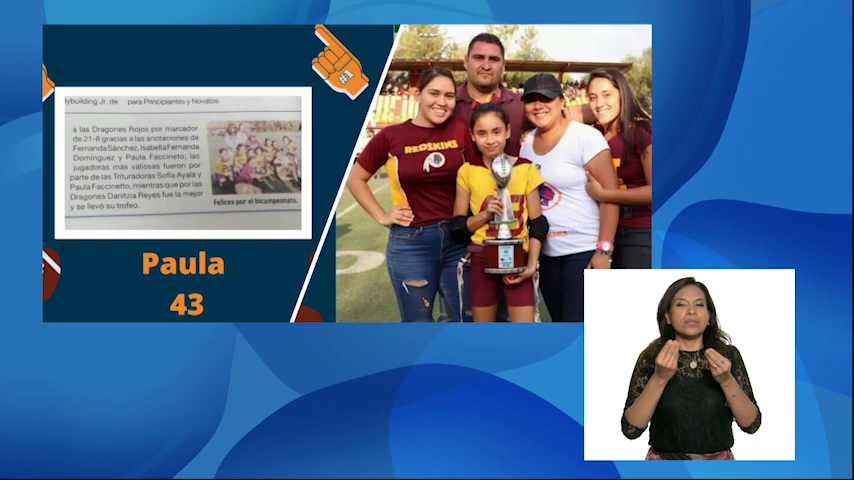 #1
lybuilding Jr. de para Principiantes y Novatos.
a las Dragones Rojos por marcador
de 21-8 gracias a las anotaciones de
Fernanda Sánchez, Isabella Fernanda
Domínguez y Paula Faccineto, las
jugadoras más valiosas fueron por
parte de las Trituradoras Sofia Ayala y
Paula Faccinetto, mientras que por las
Dragones Danitzia Reyes fue la mejor
y se llevó su trofeo.
Felices por el bicampeonato.
Paula
43
REDSKINS